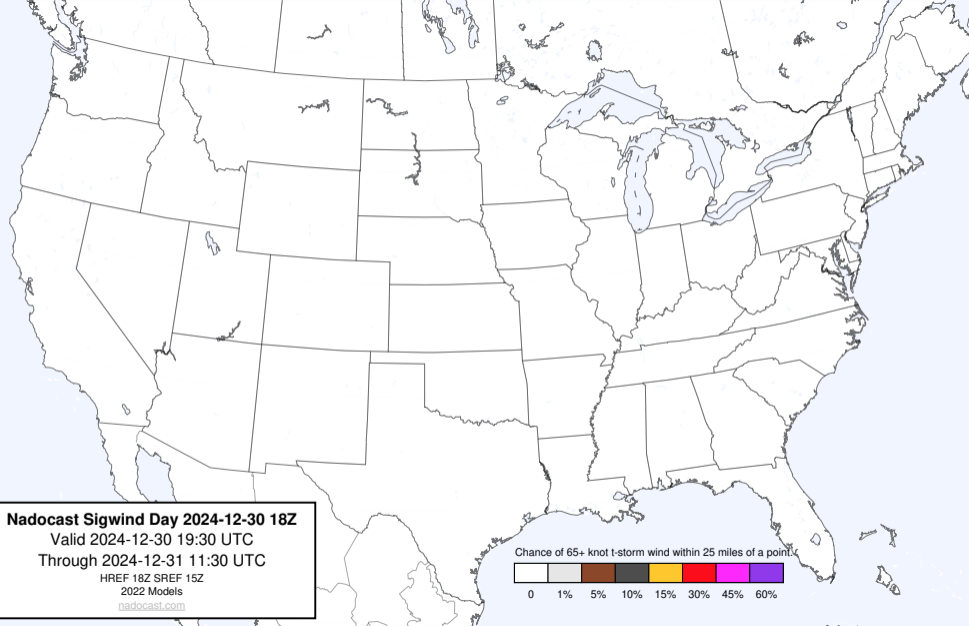 Nadocast Sigwind Day 2024-12-30 18Z
Valid 2024-12-30 19:30 UTC
Through 2024-12-31 11:30 UTC
HREF 18Z SREF 15Z
2022 Models
nadocast.com
Chance of 65+ knot t-storm wind within 25 miles of a point.
0 1% 5% 10% 15% 30% 45% 60%